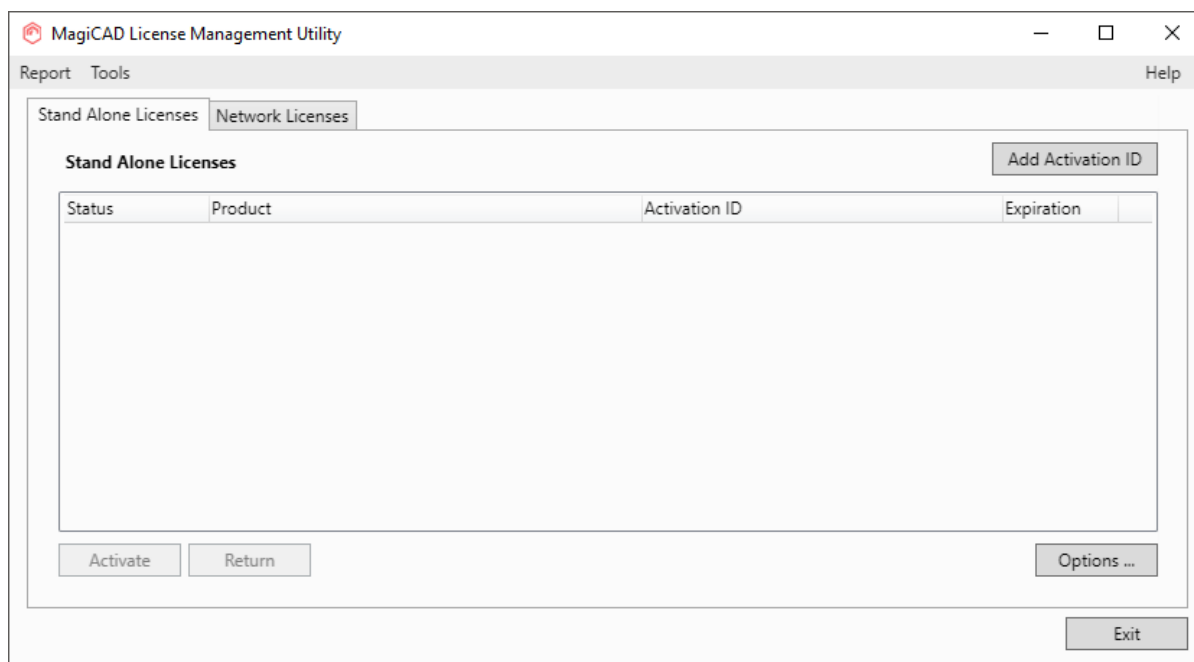 MagiCAD License Management Utility
Report Tools Help
Stand Alone Licenses Network Licenses
Stand Alone Licenses Add Activation ID
Status Product Activation ID Expiration
Activate Return Options ...
Exit